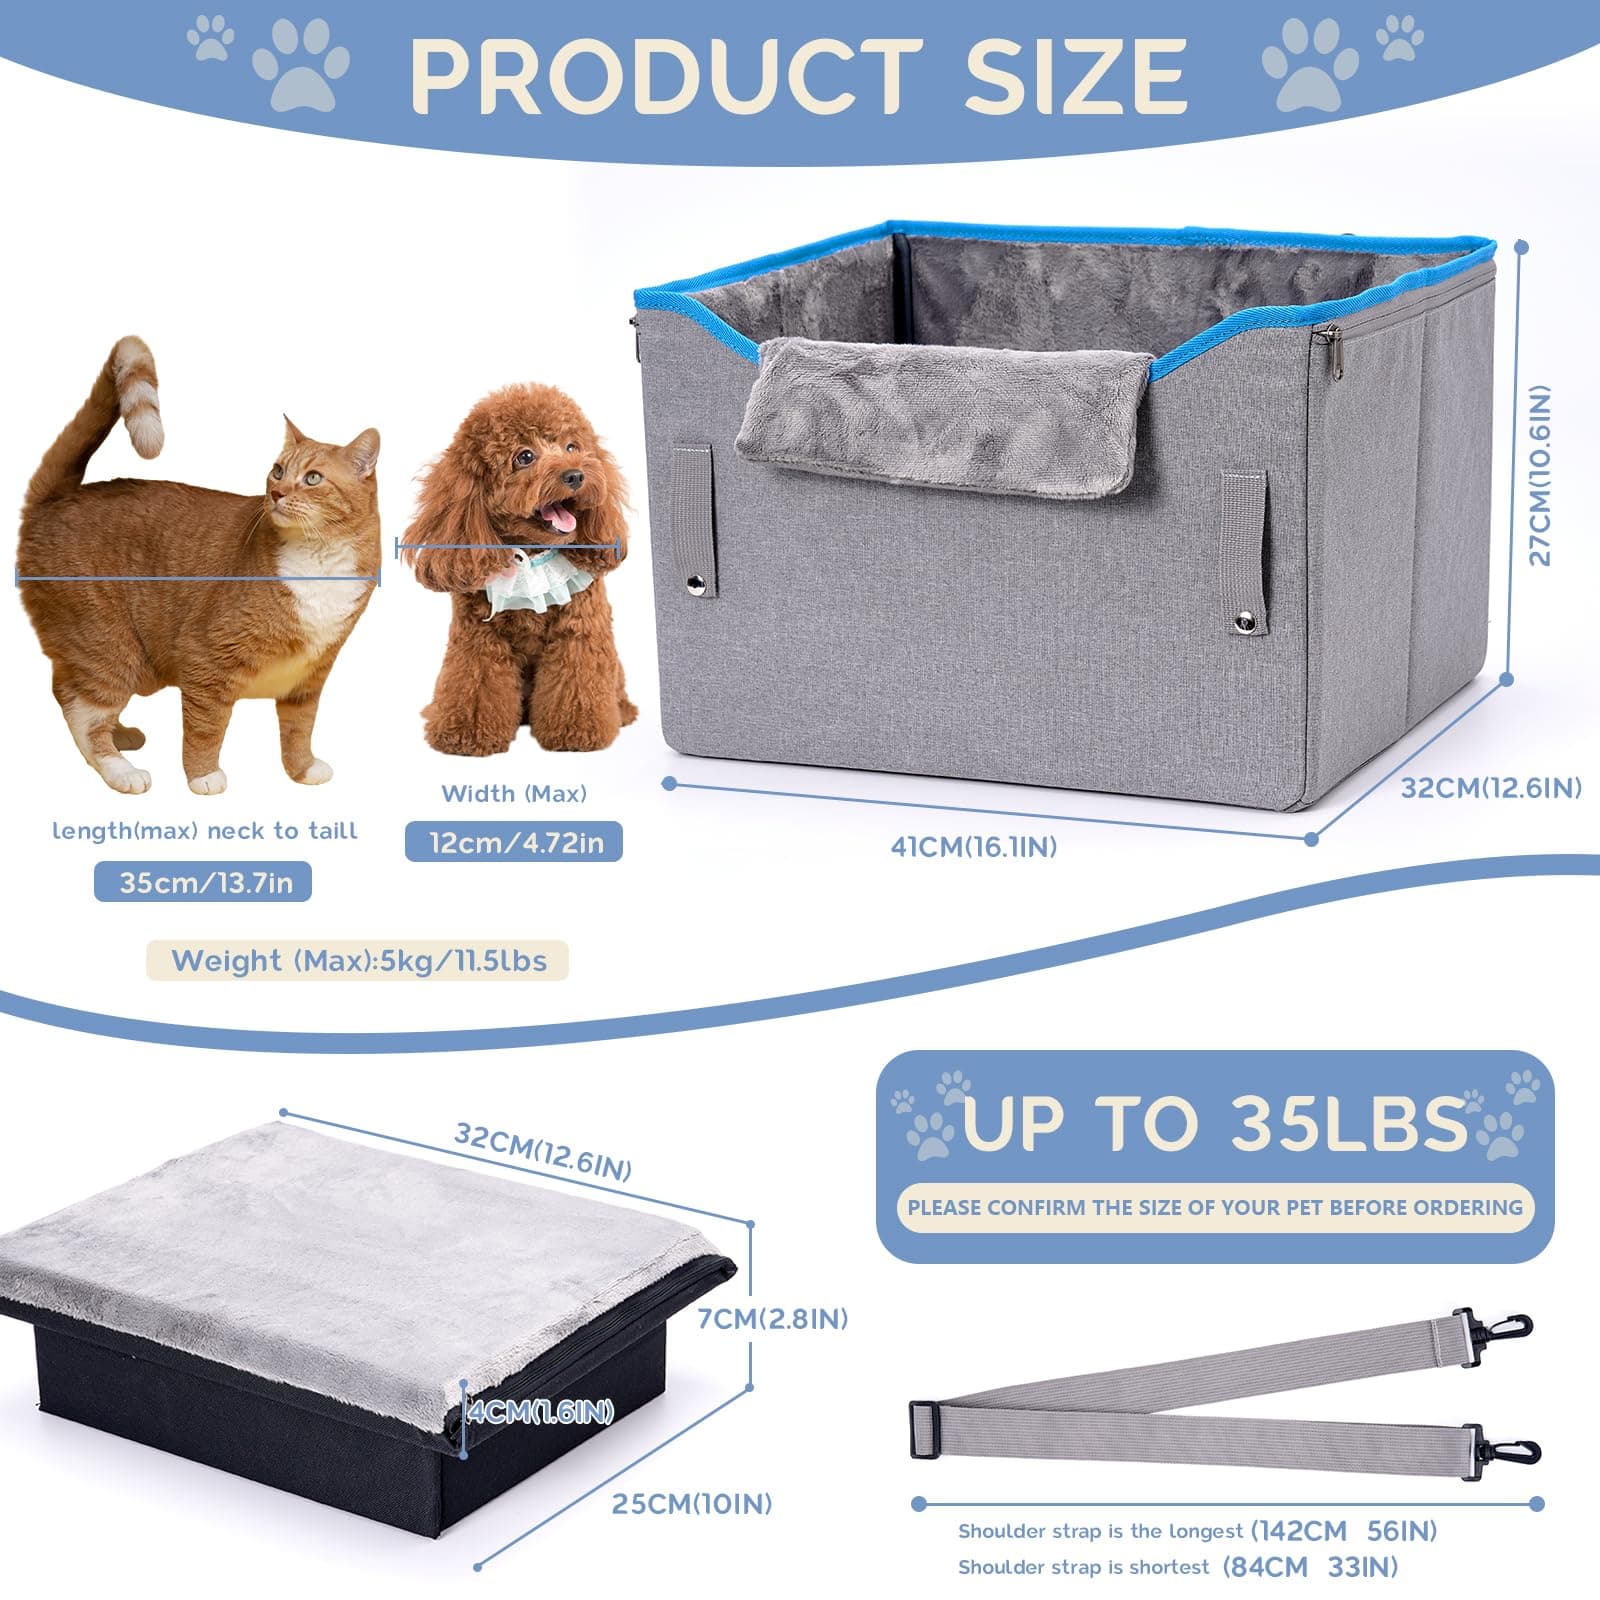 PRODUCT SIZE
27CM(10.6IN)
32CM(12.6IN)
41CM(16.1IN)
Width (Max)
12cm/4.72in
length(max) neck to taill
35cm/13.7in
Weight (Max):5kg/11.5lbs
UP TO 35LBS
PLEASE CONFIRM THE SIZE OF YOUR PET BEFORE ORDERING
32CM(12.6IN)
7CM(2.8IN)
4CM(1.6IN)
25CM(10IN)
Shoulder strap is the longest (142CM 56IN)
Shoulder strap is shortest (84CM 33IN)